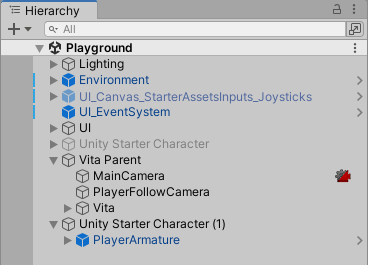 Hierarchy
All
Playground
Lighting
Environment
UI_Canvas_StarterAssetsInputs_Joysticks
UI_EventSystem
UI
Unity Starter Character
Vita Parent
MainCamera
PlayerFollowCamera
Vita
Unity Starter Character (1)
PlayerArmature